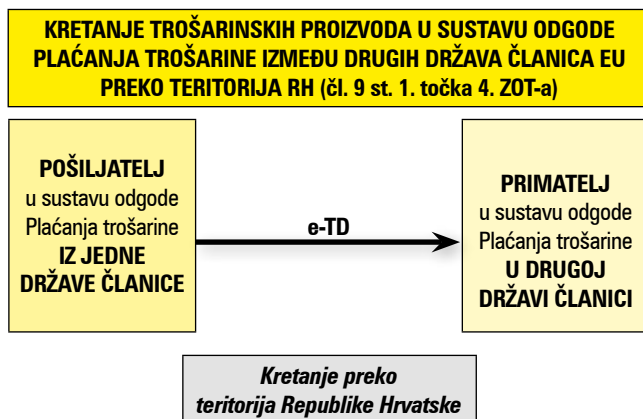 KRETANJE TROŠARINSKIH PROIZVODA U SUSTAVU ODGODE
PLAĆANJA TROŠARINE IZMEĐU DRUGIH DRŽAVA ČLANICA EU
PREKO TERITORIJA RH (čl. 9 st. 1. točka 4. ZOT-a)
POŠILJATELJ
u sustavu odgode
Plaćanja trošarine
IZ JEDNE
DRŽAVE ČLANICE
e-TD
PRIMATELJ
u sustavu odgode
Plaćanja trošarine
U DRUGOJ
DRŽAVI ČLANICI
Kretanje preko
teritorija Republike Hrvatske